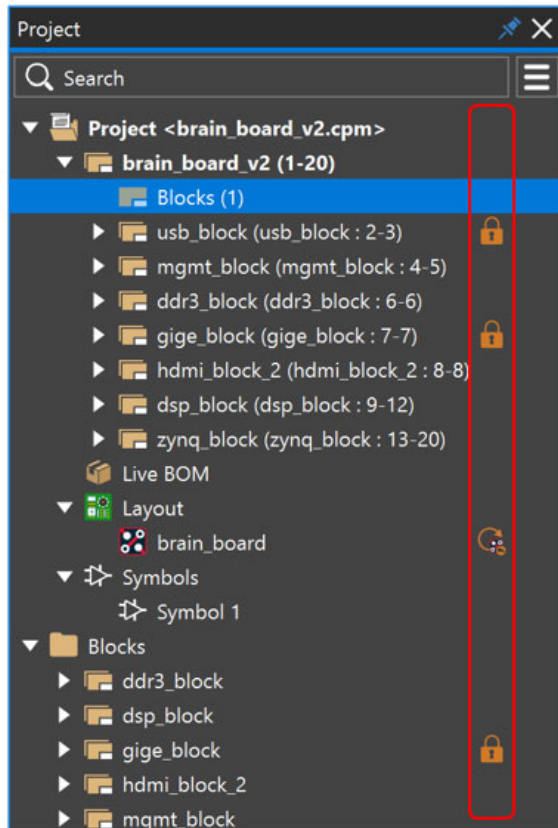 Project
Search
Project <brain_board_v2.cpm>
brain_board_v2 (1-20)
Blocks (1)
usb_block (usb_block : 2-3)
mgmt_block (mgmt_block : 4-5)
ddr3_block (ddr3_block : 6-6)
gige_block (gige_block : 7-7)
hdmi_block_2 (hdmi_block_2 : 8-8)
dsp_block (dsp_block : 9-12)
zynq_block (zynq_block : 13-20)
Live BOM
Layout
brain_board
Symbols
Symbol 1
Blocks
ddr3_block
dsp_block
gige_block
hdmi_block_2
mgmt_block